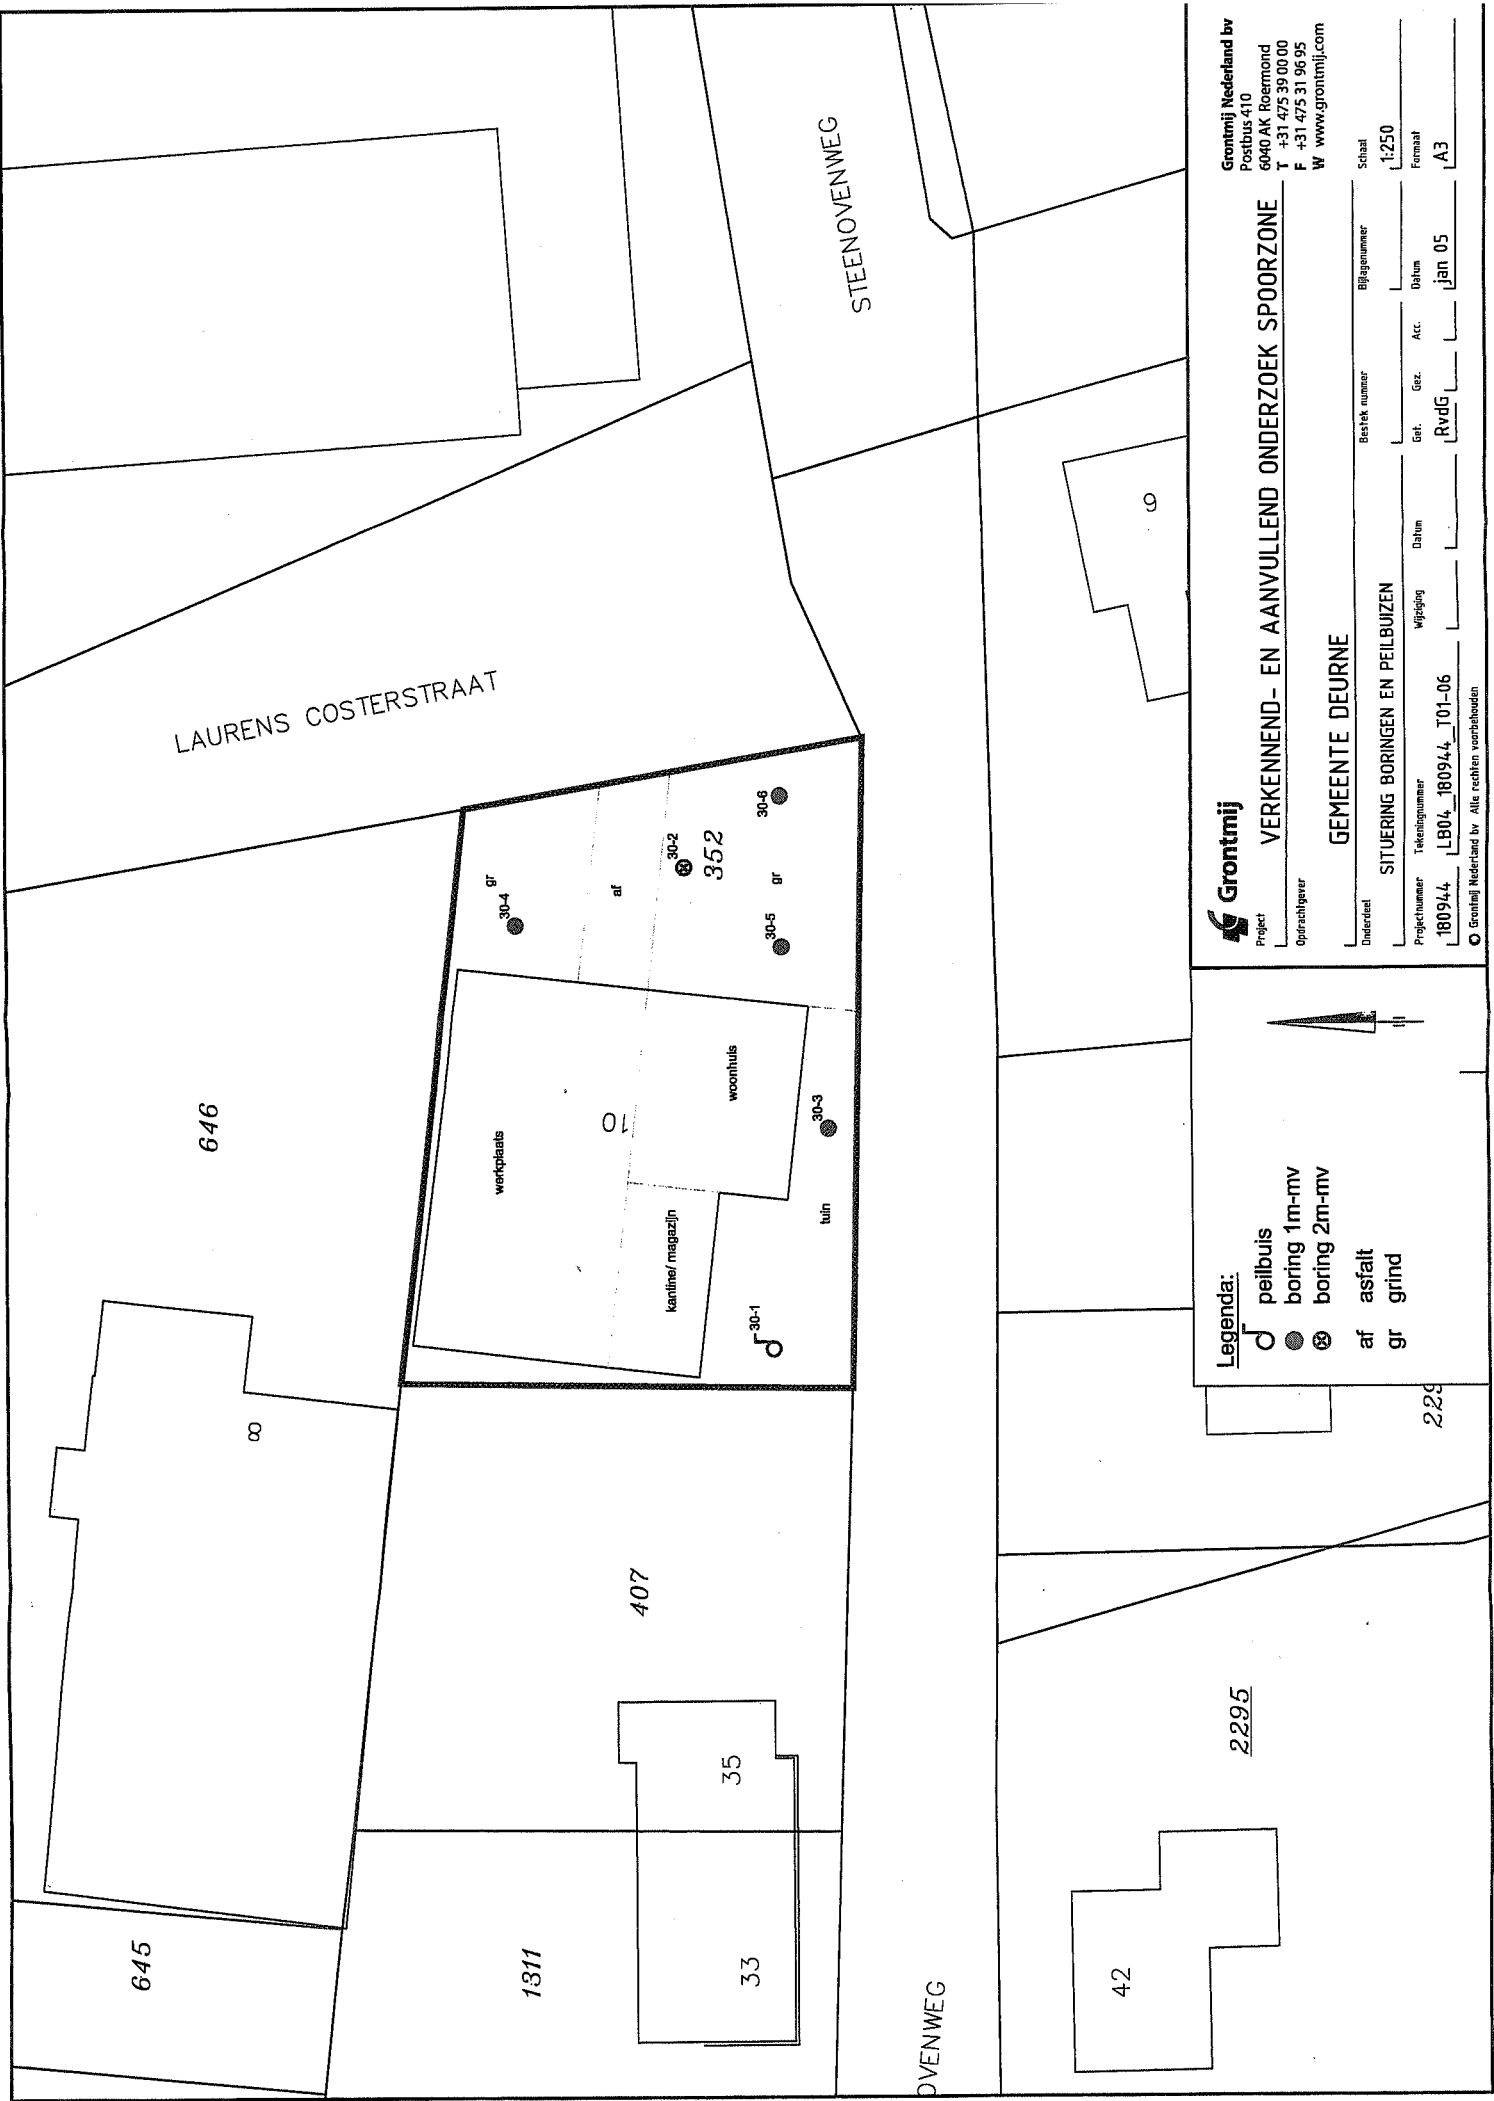 645
8
646
1311
407
33
35
LAURENS COSTERSTRAAT
STEENOVENWEG
OVENWEG
werkplaats
10
kantine/ magazijn
woonhuis
tuin
30-1
30-3
30-4
gr
af
30-2
352
30-5
gr
30-6
42
2295
229
9
Legenda:
peilbuis
boring 1m-mv
boring 2m-mv
af asfalt
gr grind
Grontmij
Grontmij Nederland bv
Postbus 410
6040 AK Roermond
T +31 475 39 00 00
F +31 475 31 96 95
W www.grontmij.com
Project
VERKENNEND- EN AANVULLEND ONDERZOEK SPOORZONE
Opdrachtgever
GEMEENTE DEURNE
Onderdeel
SITUERING BORINGEN EN PEILBUIZEN
Bestek nummer
Bijlagenummer
Schaal
1:250
Projectnummer Tekeningnummer Wijziging Datum Get. Gez. Acc. Datum Formaat
180944 LB04_180944_T01-06 RvdG jan 05 A3
© Grontmij Nederland bv Alle rechten voorbehouden